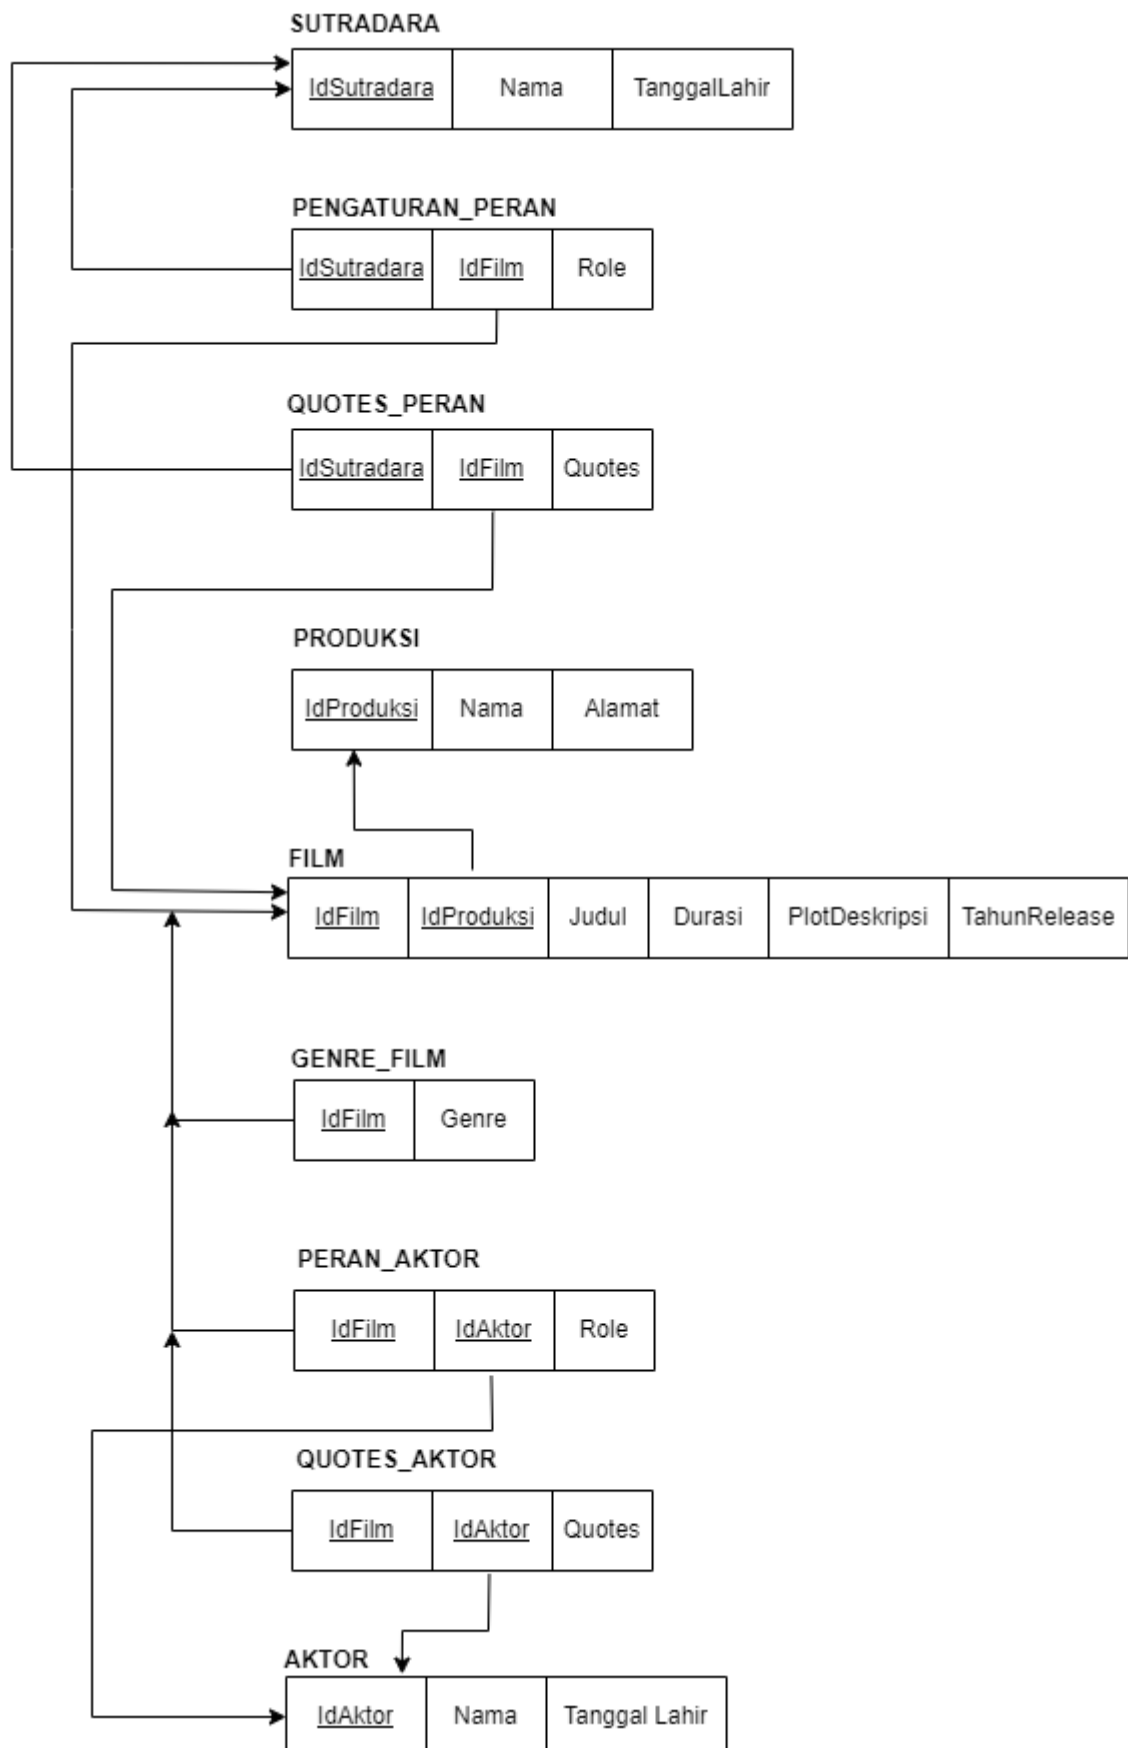 SUTRADARA
IdSutradara Nama TanggalLahir
PENGATURAN_PERAN
IdSutradara IdFilm Role
QUOTES_PERAN
IdSutradara IdFilm Quotes
PRODUKSI
IdProduksi Nama Alamat
FILM
IdFilm IdProduksi Judul Durasi PlotDeskripsi TahunRelease
GENRE_FILM
IdFilm Genre
PERAN_AKTOR
IdFilm IdAktor Role
QUOTES_AKTOR
IdFilm IdAktor Quotes
AKTOR
IdAktor Nama Tanggal Lahir